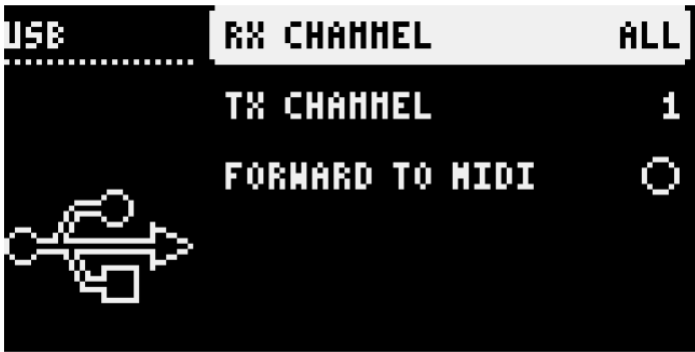 USB
RX CHANNEL ALL
TX CHANNEL 1
FORWARD TO MIDI